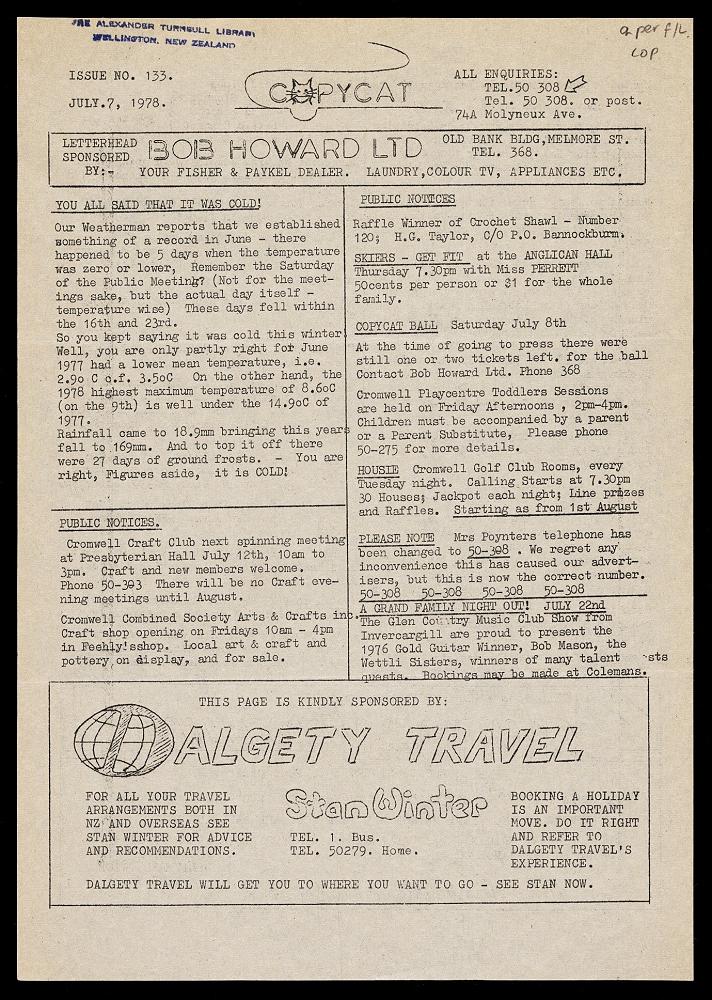 THE ALEXANDER TURNBULL LIBRARY
WELLINGTON, NEW ZEALAND
q per f/L
COP
ISSUE NO. 133.
JULY.7, 1978.
COPYCAT
ALL ENQUIRIES:
TEL.50 308
Tel. 50 308. or post.
74A Molyneux Ave.
LETTERHEAD
SPONSORED
BY:-
BOB HOWARD LTD
OLD BANK BLDG,MELMORE ST.
TEL. 368.
YOUR FISHER & PAYKEL DEALER. LAUNDRY,COLOUR TV, APPLIANCES ETC.
YOU ALL SAID THAT IT WAS COLD!
Our Weatherman reports that we established
something of a record in June - there
happened to be 5 days when the temperature
was zero or lower, Remember the Saturday
of the Public Meeting? (Not for the meet-
ings sake, but the actual day itself -
temperature wise) These days fell within
the 16th and 23rd.
So you kept saying it was cold this winter
Well, you are only partly right for June
1977 had a lower mean temperature, i.e.
2.9o C c.f. 3.5oC On the other hand, the
1978 highest maximum temperature of 8.6oC
(on the 9th) is well under the 14.9oC of
1977.
Rainfall came to 18.9mm bringing this years
fall to 169mm. And to top it off there
were 27 days of ground frosts. - You are
right, Figures aside, it is COLD!
PUBLIC NOTICES.
Cromwell Craft Club next spinning meeting
at Presbyterian Hall July 12th, 10am to
3pm. Craft and new members welcome.
Phone 50-393 There will be no Craft eve-
ning meetings until August.
Cromwell Combined Society Arts & Crafts inc.
Craft shop opening on Fridays 10am - 4pm
in Feehly!sshop. Local art & craft and
pottery on display, and for sale.
PUBLIC NOTICES
Raffle Winner of Crochet Shawl - Number
120; H.G. Taylor, C/O P.O. Bannockburn.
SKIERS - GET FIT at the ANGLICAN HALL
Thursday 7.30pm with Miss PERRETT
50cents per person or $1 for the whole
family.
COPYCAT BALL Saturday July 8th
At the time of going to press there were
still one or two tickets left. for the ball
Contact Bob Howard Ltd. Phone 368
Cromwell Playcentre Toddlers Sessions
are held on Friday Afternoons , 2pm-4pm.
Children must be accompanied by a parent
or a Parent Substitute, Please phone
50-275 for more details.
HOUSIE Cromwell Golf Club Rooms, every
Tuesday night. Calling Starts at 7.30pm
30 Houses; Jackpot each night; Line prizes
and Raffles. Starting as from 1st August
PLEASE NOTE Mrs Poynters telephone has
been changed to 50-308 . We regret any
inconvenience this has caused our advert-
isers, but this is now the correct number.
50-308 50-308 50-308 50-308
A GRAND FAMILY NIGHT OUT! JULY 22nd
The Glen Country Music Club Show from
Invercargill are proud to present the
1976 Gold Guitar Winner, Bob Mason, the
Wettli Sisters, winners of many talent -sts
guests. Bookings may be made at Colemans.
THIS PAGE IS KINDLY SPONSORED BY:
DALGETY TRAVEL
FOR ALL YOUR TRAVEL
ARRANGEMENTS BOTH IN
NZ AND OVERSEAS SEE
STAN WINTER FOR ADVICE
AND RECOMMENDATIONS.
Stan Winter
TEL. 1. Bus.
TEL. 50279. Home.
BOOKING A HOLIDAY
IS AN IMPORTANT
MOVE. DO IT RIGHT
AND REFER TO
DALGETY TRAVEL'S
EXPERIENCE.
DALGETY TRAVEL WILL GET YOU TO WHERE YOU WANT TO GO - SEE STAN NOW.